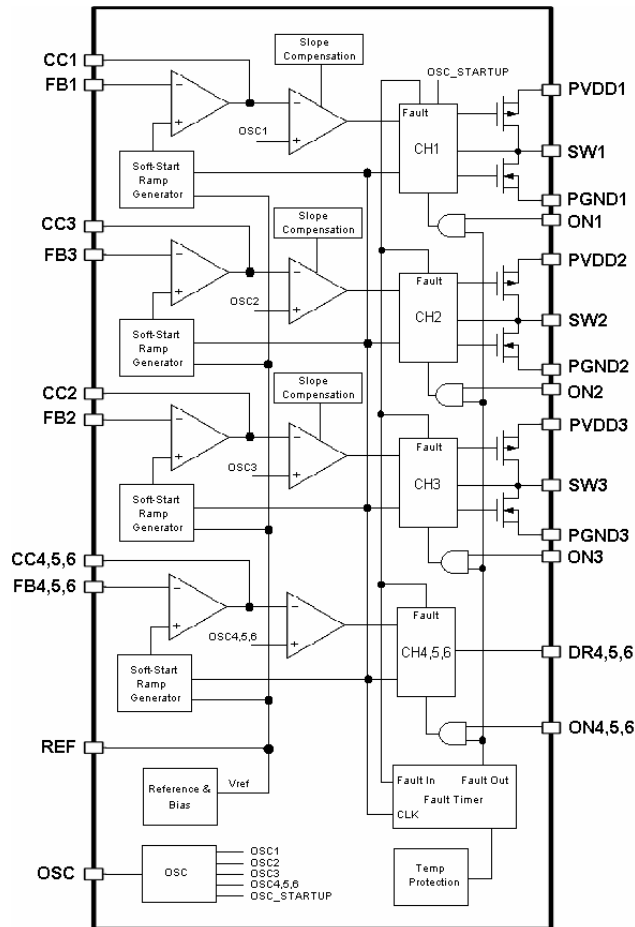 CC1
FB1
Slope
Compensation
OSC_STARTUP
PVDD1
Fault
OSC1
CH1
SW1
Soft-Start
Ramp
Generator
PGND1
ON1
CC3
FB3
Slope
Compensation
PVDD2
Fault
OSC2
CH2
SW2
Soft-Start
Ramp
Generator
PGND2
ON2
CC2
FB2
Slope
Compensation
PVDD3
Fault
OSC3
CH3
SW3
Soft-Start
Ramp
Generator
PGND3
ON3
CC4,5,6
FB4,5,6
Fault
OSC4,5,6
CH4,5,6
DR4,5,6
Soft-Start
Ramp
Generator
ON4,5,6
REF
Reference &
Bias
Vref
Fault In
Fault Out
Fault Timer
CLK
OSC
OSC
OSC1
OSC2
OSC3
OSC4,5,6
OSC_STARTUP
Temp
Protection